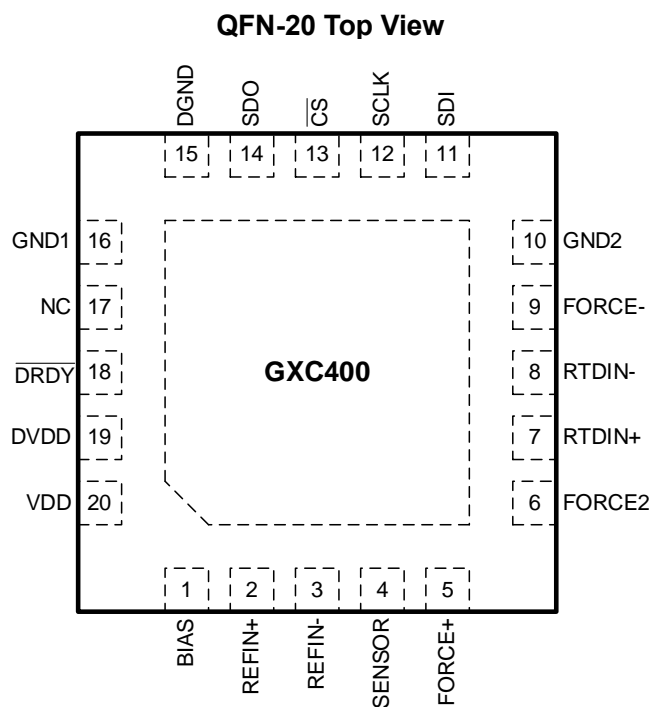 QFN-20 Top View
DGND
SDO
C̅S̅
SCLK
SDI
15
14
13
12
11
GND1 16
10 GND2
NC 17
9 FORCE-
D̅R̅D̅Y̅ 18
GXC400
8 RTDIN-
DVDD 19
7 RTDIN+
VDD 20
6 FORCE2
1
2
3
4
5
BIAS
REFIN+
REFIN-
SENSOR
FORCE+